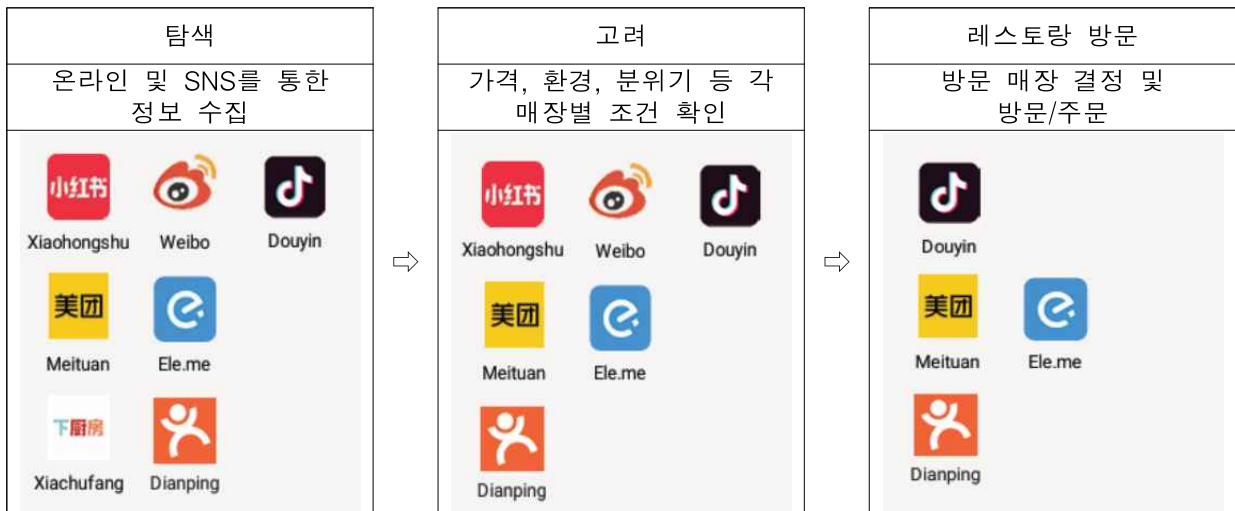 탐색
온라인 및 SNS를 통한
정보 수집
小红书
Xiaohongshu
Weibo
Douyin
美团
Meituan
Ele.me
下厨房
Xiachufang
Dianping
⇨
고려
가격, 환경, 분위기 등 각
매장별 조건 확인
小红书
Xiaohongshu
Weibo
Douyin
美团
Meituan
Ele.me
Dianping
⇨
레스토랑 방문
방문 매장 결정 및
방문/주문
Douyin
美团
Meituan
Ele.me
Dianping